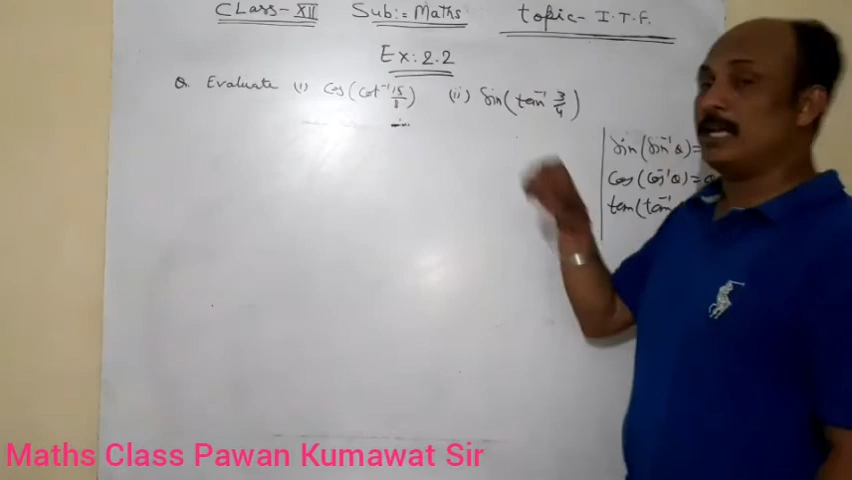 CLass-XII Sub:= Maths topic- I.T.F.
Ex: 2.2
Q. Evaluate (i) Cos(Cot⁻¹ 15/8) (ii) Sin(tan⁻¹ 3/4)
Sin(Sin⁻¹ θ)=
Cos(Cos⁻¹ θ)=θ
tan(tan⁻¹
Maths Class Pawan Kumawat Sir